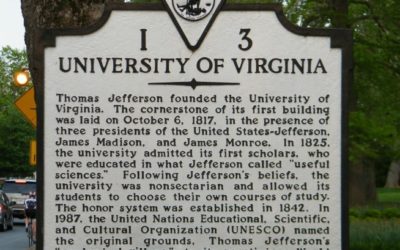 I 3
UNIVERSITY OF VIRGINIA
Thomas Jefferson founded the University of
Virginia. The cornerstone of its first building
was laid on October 6, 1817, in the presence of
three presidents of the United States-Jefferson,
James Madison, and James Monroe. In 1825,
the university admitted its first scholars, who
were educated in what Jefferson called "useful
sciences." Following Jefferson's beliefs, the
university was nonsectarian and allowed its
students to choose their own courses of study.
The honor system was established in 1842. In
1987, the United Nations Educational, Scientific,
and Cultural Organization (UNESCO) named
the original grounds, Thomas Jefferson's